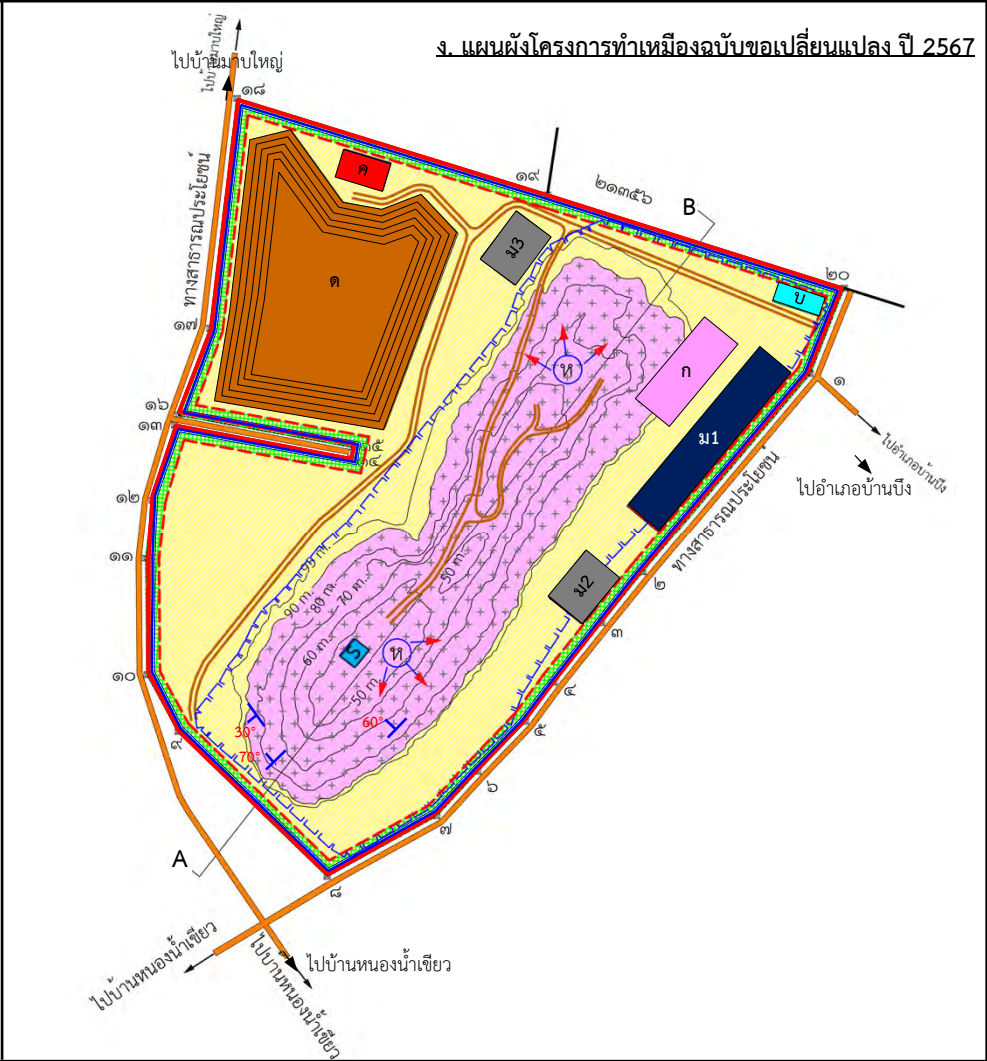 ง. แผนผังโครงการทำเหมืองฉบับขอเปลี่ยนแปลง ปี 2567
ไปบ้านมาบใหญ่
ไปบ้านมาบใหญ่
๑๘
ค
๑๙
๒๑๓๕๖
B
ทางสาธารณประโยชน์
ม3
ด
๒๐
บ
๑๗
ห
ก
๑
๑๖
๑๓
ม1
ไปอำเภอบ้านบึง
ไปอำเภอบ้านบึง
๑๕
๑๔
๑๒
ทางสาธารณประโยชน์
๑๑
99 m.
90 m.
80 m.
70 m.
50 m.
ม2
๒
๓
60 m.
S
ห
๑๐
50 m.
๔
30°
60°
๕
๙
70°
๖
๗
A
๘
ไปบ้านหนองน้ำเขียว
ไปบ้านหนองน้ำเขียว
ไปบ้านหนองน้ำเขียว